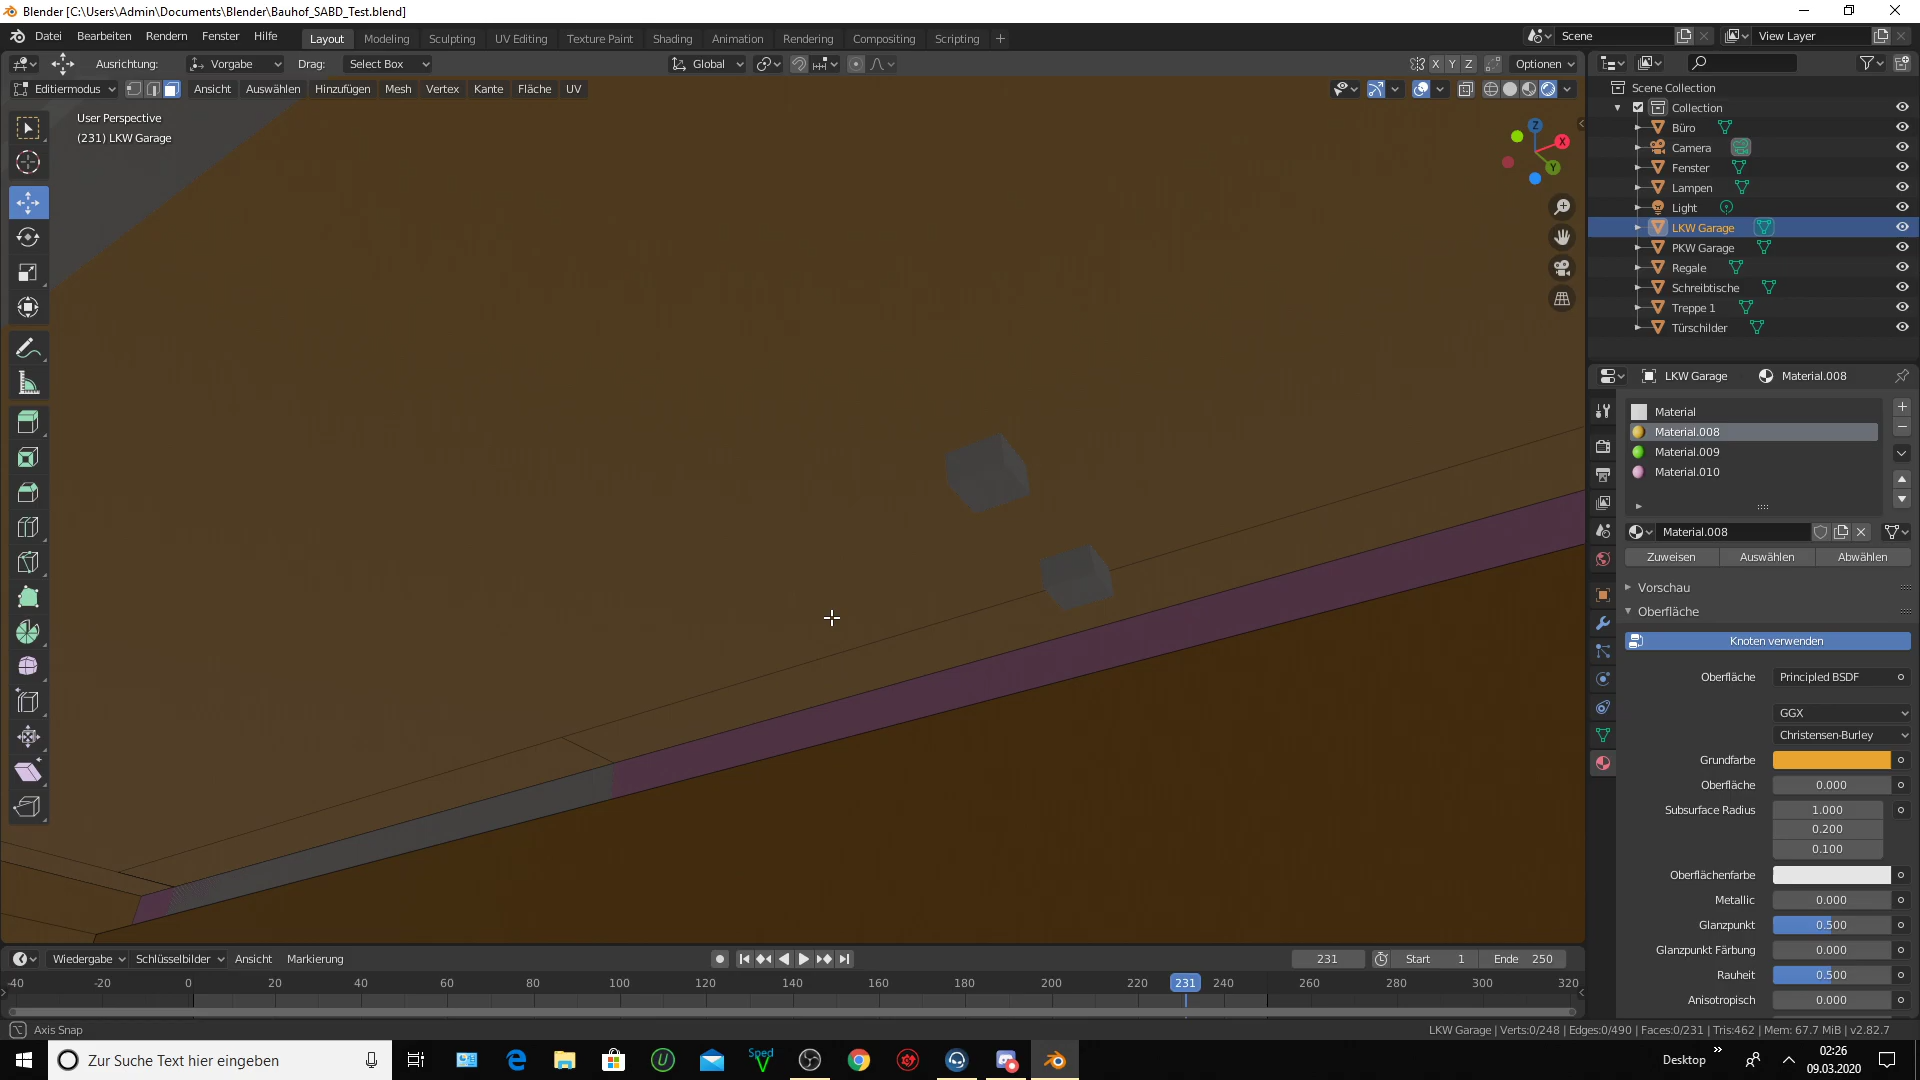 Blender [C:\Users\Admin\Documents\Blender\Bauhof_SABD_Test.blend]
Datei Bearbeiten Rendern Fenster Hilfe Layout Modeling Sculpting UV Editing Texture Paint Shading Animation Rendering Compositing Scripting + Scene View Layer
Ausrichtung: Vorgabe Drag: Select Box Global X Y Z Optionen
Editiermodus Ansicht Auswählen Hinzufügen Mesh Vertex Kante Fläche UV
User Perspective
(231) LKW Garage
Z
X
Y
Scene Collection
Collection
Büro
Camera
Fenster
Lampen
Light
LKW Garage
PKW Garage
Regale
Schreibtische
Treppe 1
Türschilder
LKW Garage Material.008
Material
Material.008
Material.009
Material.010
Material.008
Zuweisen Auswählen Abwählen
Vorschau
Oberfläche
Knoten verwenden
Oberfläche Principled BSDF
GGX
Christensen-Burley
Grundfarbe
Oberfläche 0.000
Subsurface Radius 1.000
0.200
0.100
Oberflächenfarbe
Metallic 0.000
Glanzpunkt 0.500
Glanzpunkt Färbung 0.000
Rauheit 0.500
Anisotropisch 0.000
Wiedergabe Schlüsselbilder Ansicht Markierung 231 Start 1 Ende 250
-40 -20 0 20 40 60 80 100 120 140 160 180 200 220 231 240 260 280 300 320
Axis Snap LKW Garage | Verts:0/248 | Edges:0/490 | Faces:0/231 | Tris:462 | Mem: 67.7 MiB | v2.82.7
Zur Suche Text hier eingeben Sped V Desktop 02:26
09.03.2020